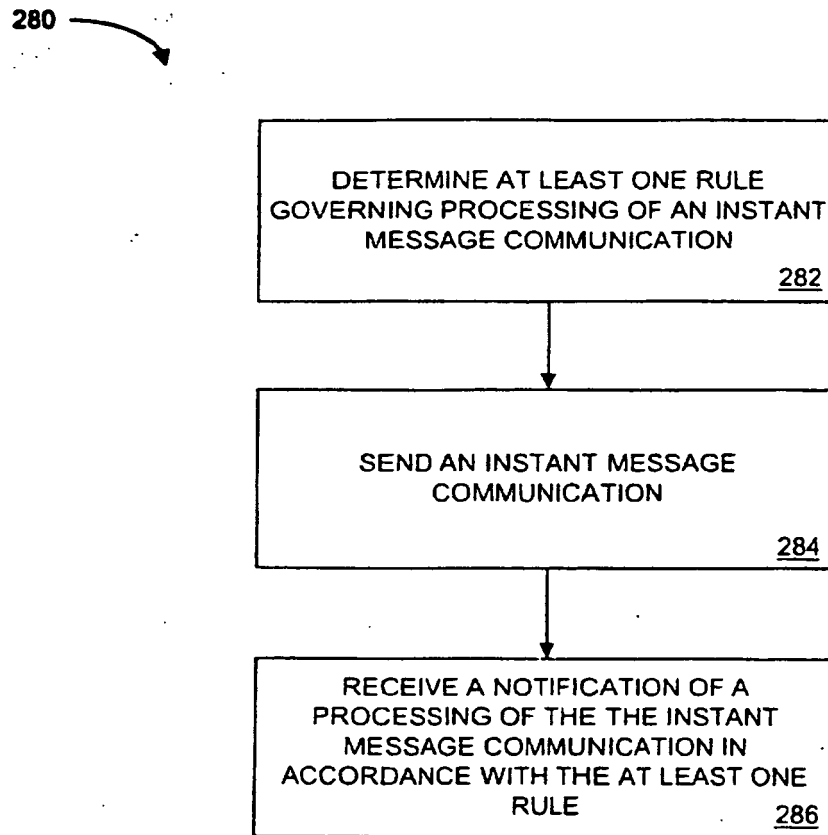 280
DETERMINE AT LEAST ONE RULE
GOVERNING PROCESSING OF AN INSTANT
MESSAGE COMMUNICATION
282
SEND AN INSTANT MESSAGE
COMMUNICATION
284
RECEIVE A NOTIFICATION OF A
PROCESSING OF THE THE INSTANT
MESSAGE COMMUNICATION IN
ACCORDANCE WITH THE AT LEAST ONE
RULE
286